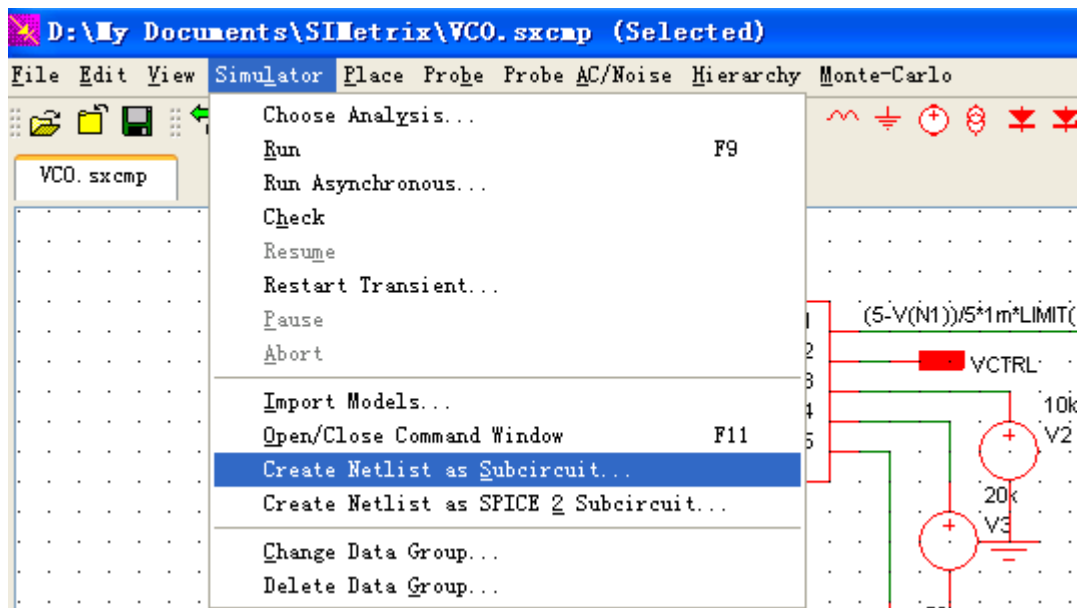 D:\My Documents\SIMetrix\VCO.sxcmp (Selected)
File Edit View Simulator Place Probe Probe AC/Noise Hierarchy Monte-Carlo
VCO.sxcmp
Choose Analysis...
Run F9
Run Asynchronous...
Check
Resume
Restart Transient...
Pause
Abort
Import Models...
Open/Close Command Window F11
Create Netlist as Subcircuit...
Create Netlist as SPICE 2 Subcircuit...
Change Data Group...
Delete Data Group...
(5-V(N1))/5*1m*LIMIT(
2
VCTRL
3
4
10k
5
V2
20k
V3